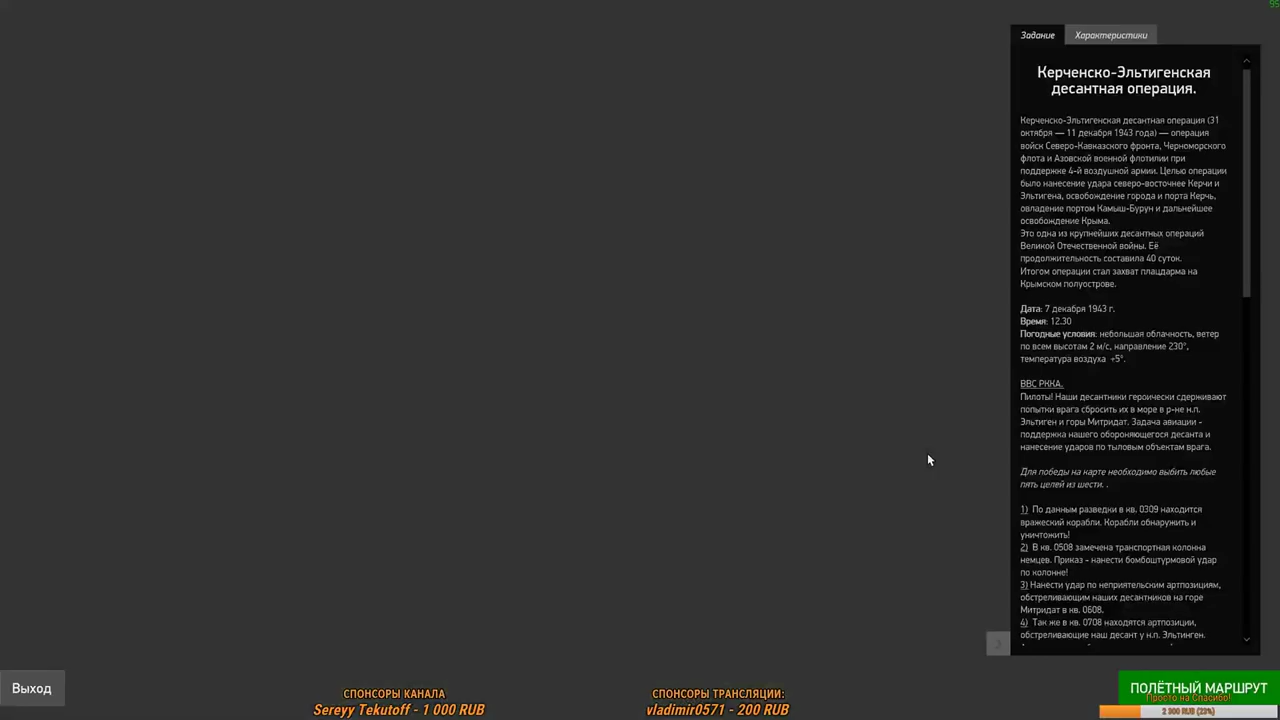 95
Задание
Характеристики
Керченско-Эльтигенская
десантная операция.
Керченско-Эльтигенская десантная операция (31
октября — 11 декабря 1943 года) — операция
войск Северо-Кавказского фронта, Черноморского
флота и Азовской военной флотилии при
поддержке 4-й воздушной армии. Целью операции
было нанесение удара северо-восточнее Керчи и
Эльтигена, освобождение города и порта Керчь,
овладение портом Камыш-Бурун и дальнейшее
освобождение Крыма.
Это одна из крупнейших десантных операций
Великой Отечественной войны. Её
продолжительность составила 40 суток.
Итогом операции стал захват плацдарма на
Крымском полуострове.
Дата: 7 декабря 1943 г.
Время: 12.30
Погодные условия: небольшая облачность, ветер
по всем высотам 2 м/с, направление 230°,
температура воздуха +5°.
ВВС РККА.
Пилоты! Наши десантники героически сдерживают
попытки врага сбросить их в море в р-не н.п.
Эльтиген и горы Митридат. Задача авиации -
поддержка нашего обороняющегося десанта и
нанесение ударов по тыловым объектам врага.
Для победы на карте необходимо выбить любые
пять целей из шести. .
1) По данным разведки в кв. 0309 находится
вражеский корабли. Корабли обнаружить и
уничтожить!
2) В кв. 0508 замечена транспортная колонна
немцев. Приказ - нанести бомбоштурмовой удар
по колонне!
3) Нанести удар по неприятельским артпозициям,
обстреливающим наших десантников на горе
Митридат в кв. 0608.
4) Так же в кв. 0708 находятся артпозиции,
обстреливающие наш десант у н.п. Эльтинген.
Выход
СПОНСОРЫ КАНАЛА
Sereyy Tekutoff - 1 000 RUB
СПОНСОРЫ ТРАНСЛЯЦИИ:
vladimir0571 - 200 RUB
ПОЛЁТНЫЙ МАРШРУТ
Просто на Спасибо!
2 300 RUB (23%)